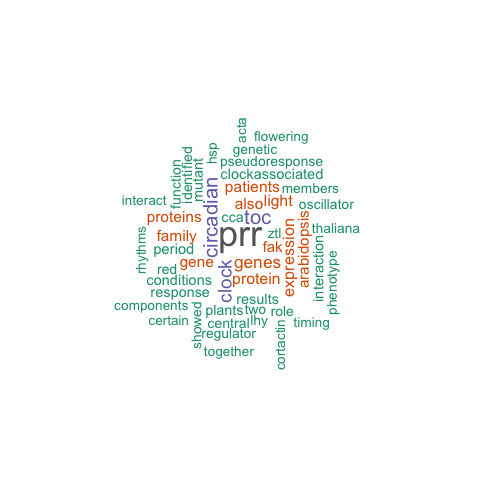 acta
flowering
hsp
genetic
identified
function
mutant
pseudoresponse
clockassociated
patients
members
interact
circadian
also
light
oscillator
proteins
cca
toc
thaliana
prr
ztl
family
rhythms
period
fak
expression
arabidopsis
interaction
phenotype
gene
genes
red
conditions
clock
protein
response
results
components
showed
plants
two
role
certain
central
lhy
timing
regulator
cortactin
together